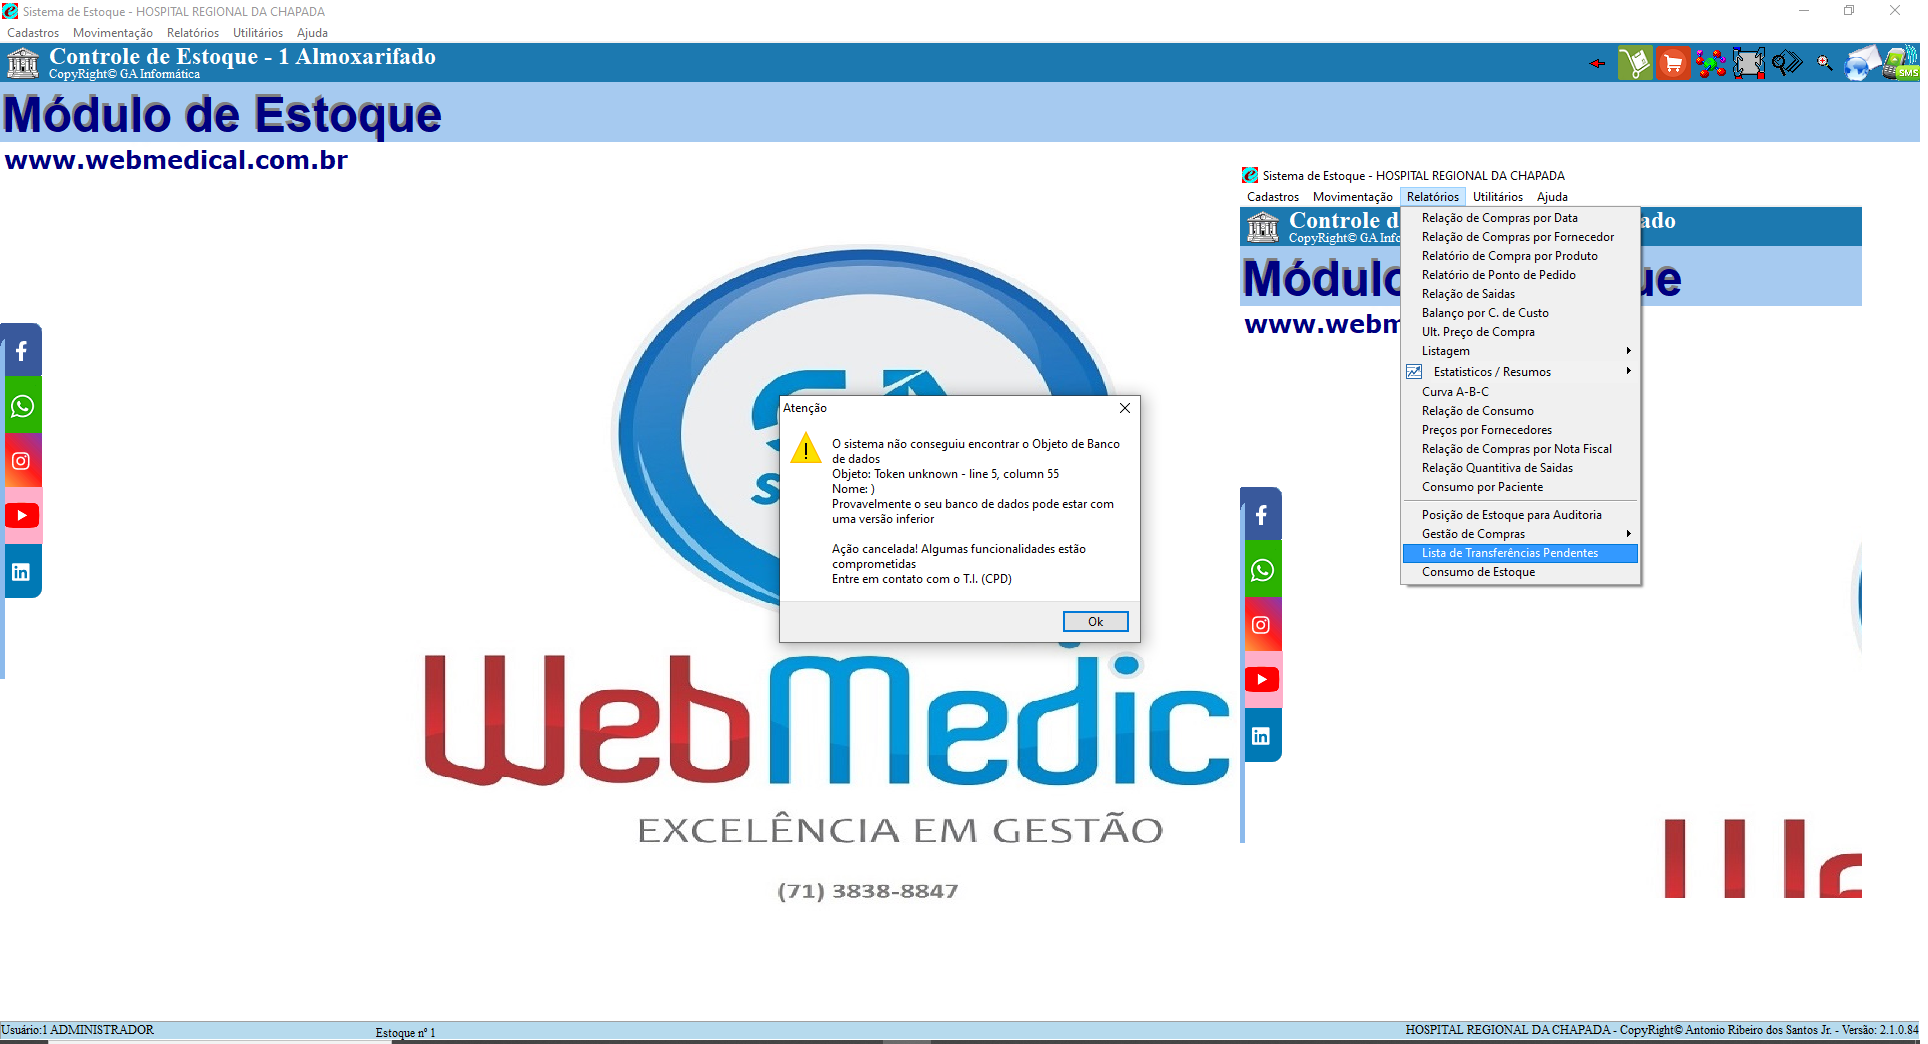 Sistema de Estoque - HOSPITAL REGIONAL DA CHAPADA
Cadastros Movimentação Relatórios Utilitários Ajuda
Controle de Estoque - 1 Almoxarifado
CopyRight© GA Informática
SMS
Módulo de Estoque
www.webmedical.com.br
Atenção
O sistema não conseguiu encontrar o Objeto de Banco
de dados
Objeto: Token unknown - line 5, column 55
Nome: )
Provavelmente o seu banco de dados pode estar com
uma versão inferior
Ação cancelada! Algumas funcionalidades estão
comprometidas
Entre em contato com o T.I. (CPD)
Ok
WebMedic
EXCELÊNCIA EM GESTÃO
(71) 3838-8847
Sistema de Estoque - HOSPITAL REGIONAL DA CHAPADA
Cadastros Movimentação Relatórios Utilitários Ajuda
Controle d ado
CopyRight© GA Info
Módulo ue
www.webm
Relação de Compras por Data
Relação de Compras por Fornecedor
Relatório de Compra por Produto
Relatório de Ponto de Pedido
Relação de Saidas
Balanço por C. de Custo
Ult. Preço de Compra
Listagem
Estatisticos / Resumos
Curva A-B-C
Relação de Consumo
Preços por Fornecedores
Relação de Compras por Nota Fiscal
Relação Quantitiva de Saidas
Consumo por Paciente
Posição de Estoque para Auditoria
Gestão de Compras
Lista de Transferências Pendentes
Consumo de Estoque
Usuário:1 ADMINISTRADOR
Estoque nº 1
HOSPITAL REGIONAL DA CHAPADA - CopyRight© Antonio Ribeiro dos Santos Jr. - Versão: 2.1.0.84